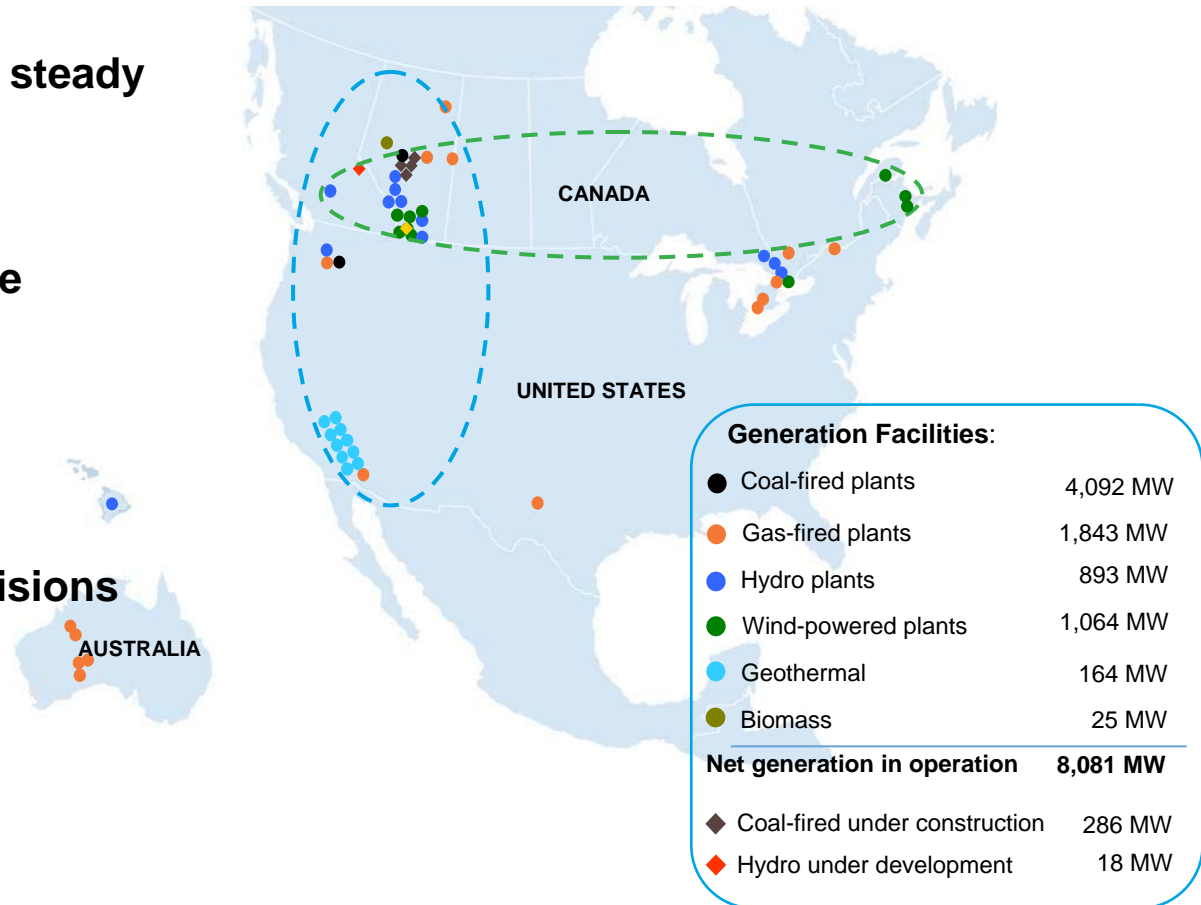 steady
e
isions
CANADA
UNITED STATES
AUSTRALIA
Generation Facilities:
Coal-fired plants 4,092 MW
Gas-fired plants 1,843 MW
Hydro plants 893 MW
Wind-powered plants 1,064 MW
Geothermal 164 MW
Biomass 25 MW
Net generation in operation 8,081 MW
Coal-fired under construction 286 MW
Hydro under development 18 MW